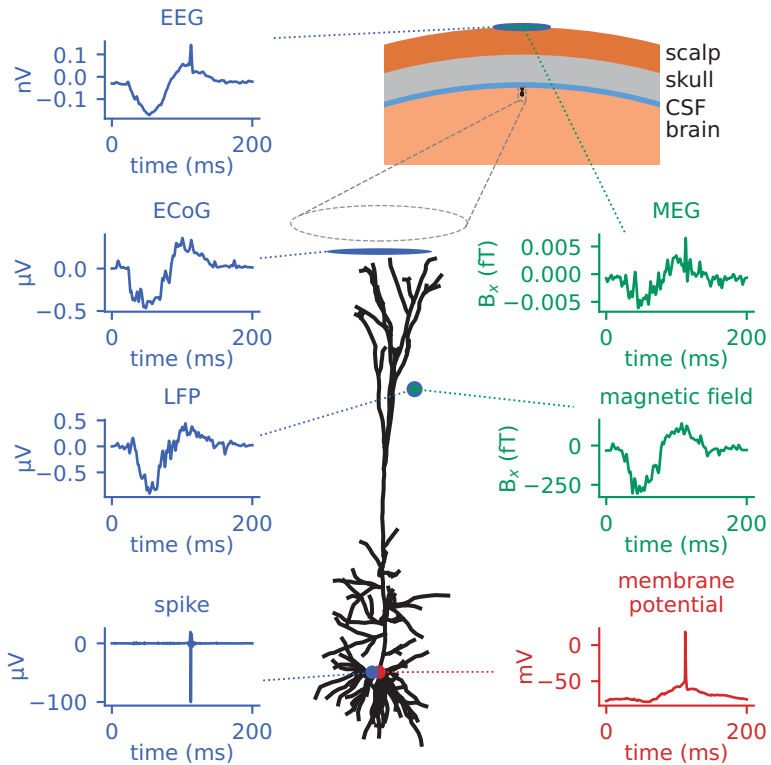 EEG
nV
0.1
0.0
−0.1
0
200
time (ms)
scalp
skull
CSF
brain
ECoG
µV
0.0
−0.5
0
200
time (ms)
MEG
Bx (fT)
0.005
0.000
−0.005
0
200
time (ms)
LFP
µV
0.5
0.0
−0.5
0
200
time (ms)
magnetic field
Bx (fT)
0
−250
0
200
time (ms)
spike
µV
0
−100
0
200
time (ms)
membrane
potential
mV
0
−50
0
200
time (ms)